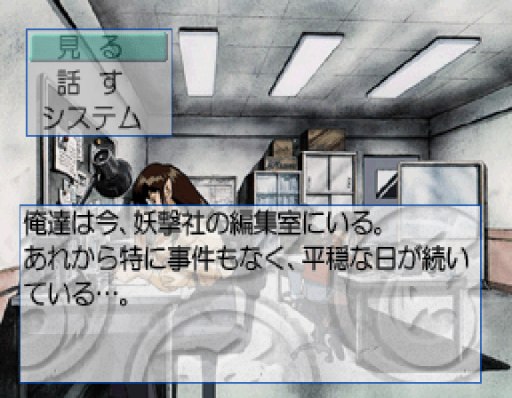 見る
話す
システム
俺達は今、妖撃社の編集室にいる。
あれから特に事件もなく、平穏な日が続い
ている…。